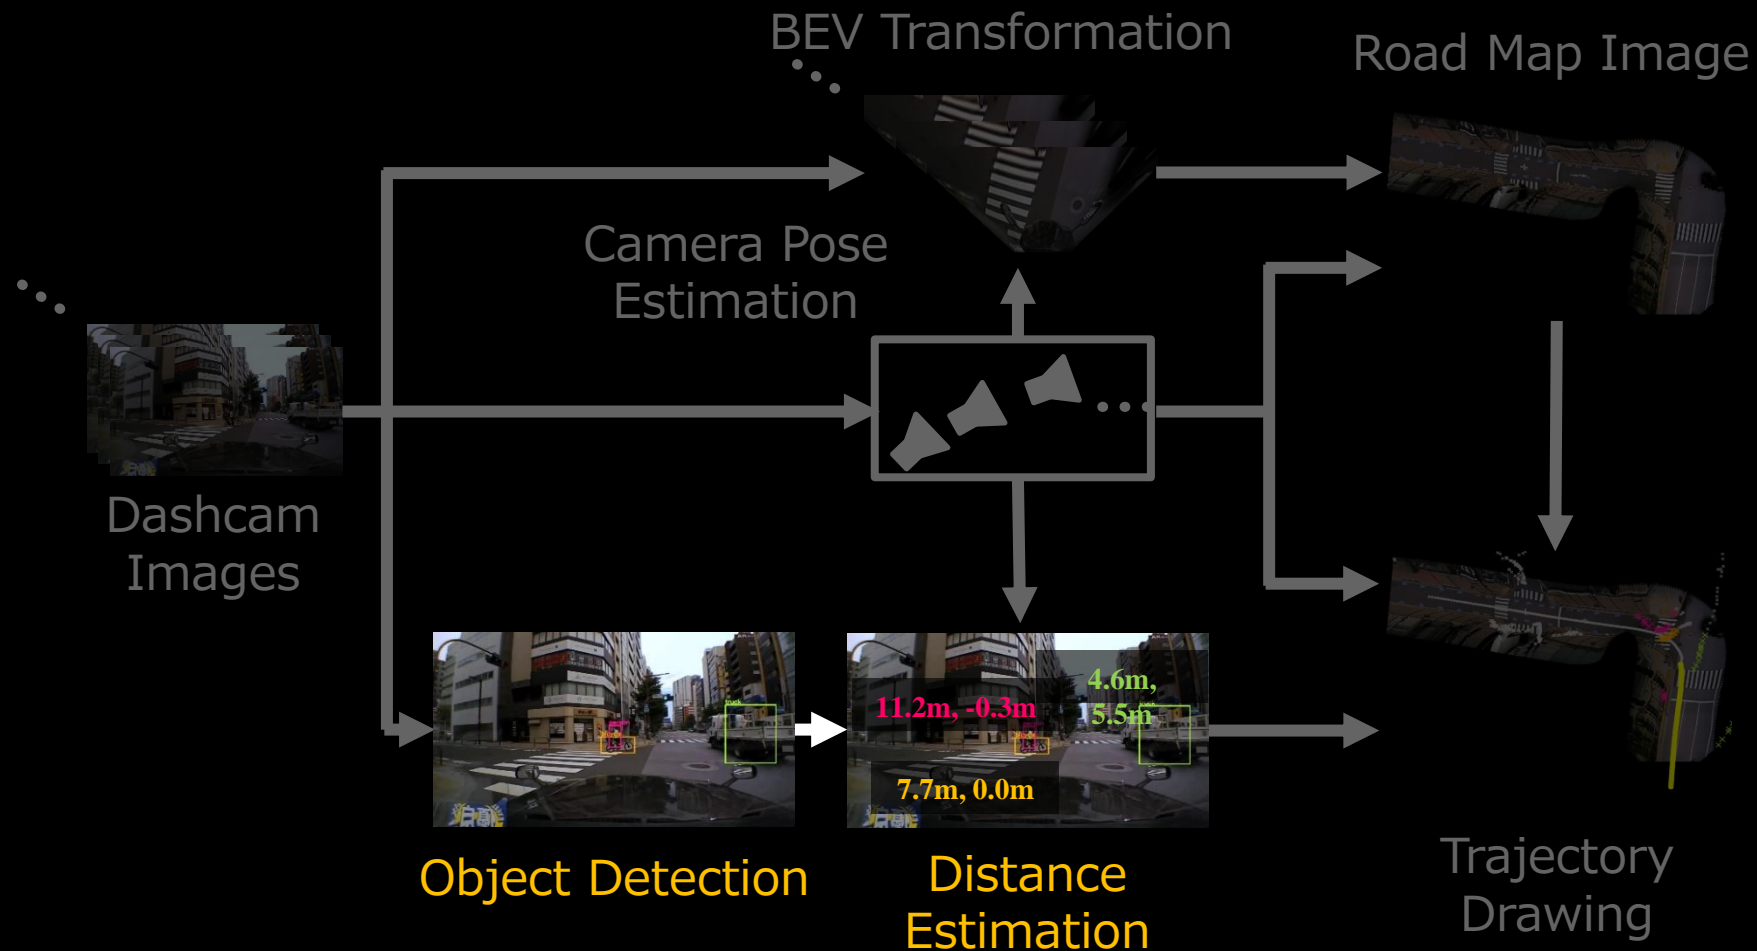 BEV Transformation
Road Map Image
Camera Pose
Estimation
Dashcam
Images
truck
11.2m, -0.3m
4.6m,
5.5m
7.7m, 0.0m
Object Detection
Distance
Estimation
Trajectory
Drawing